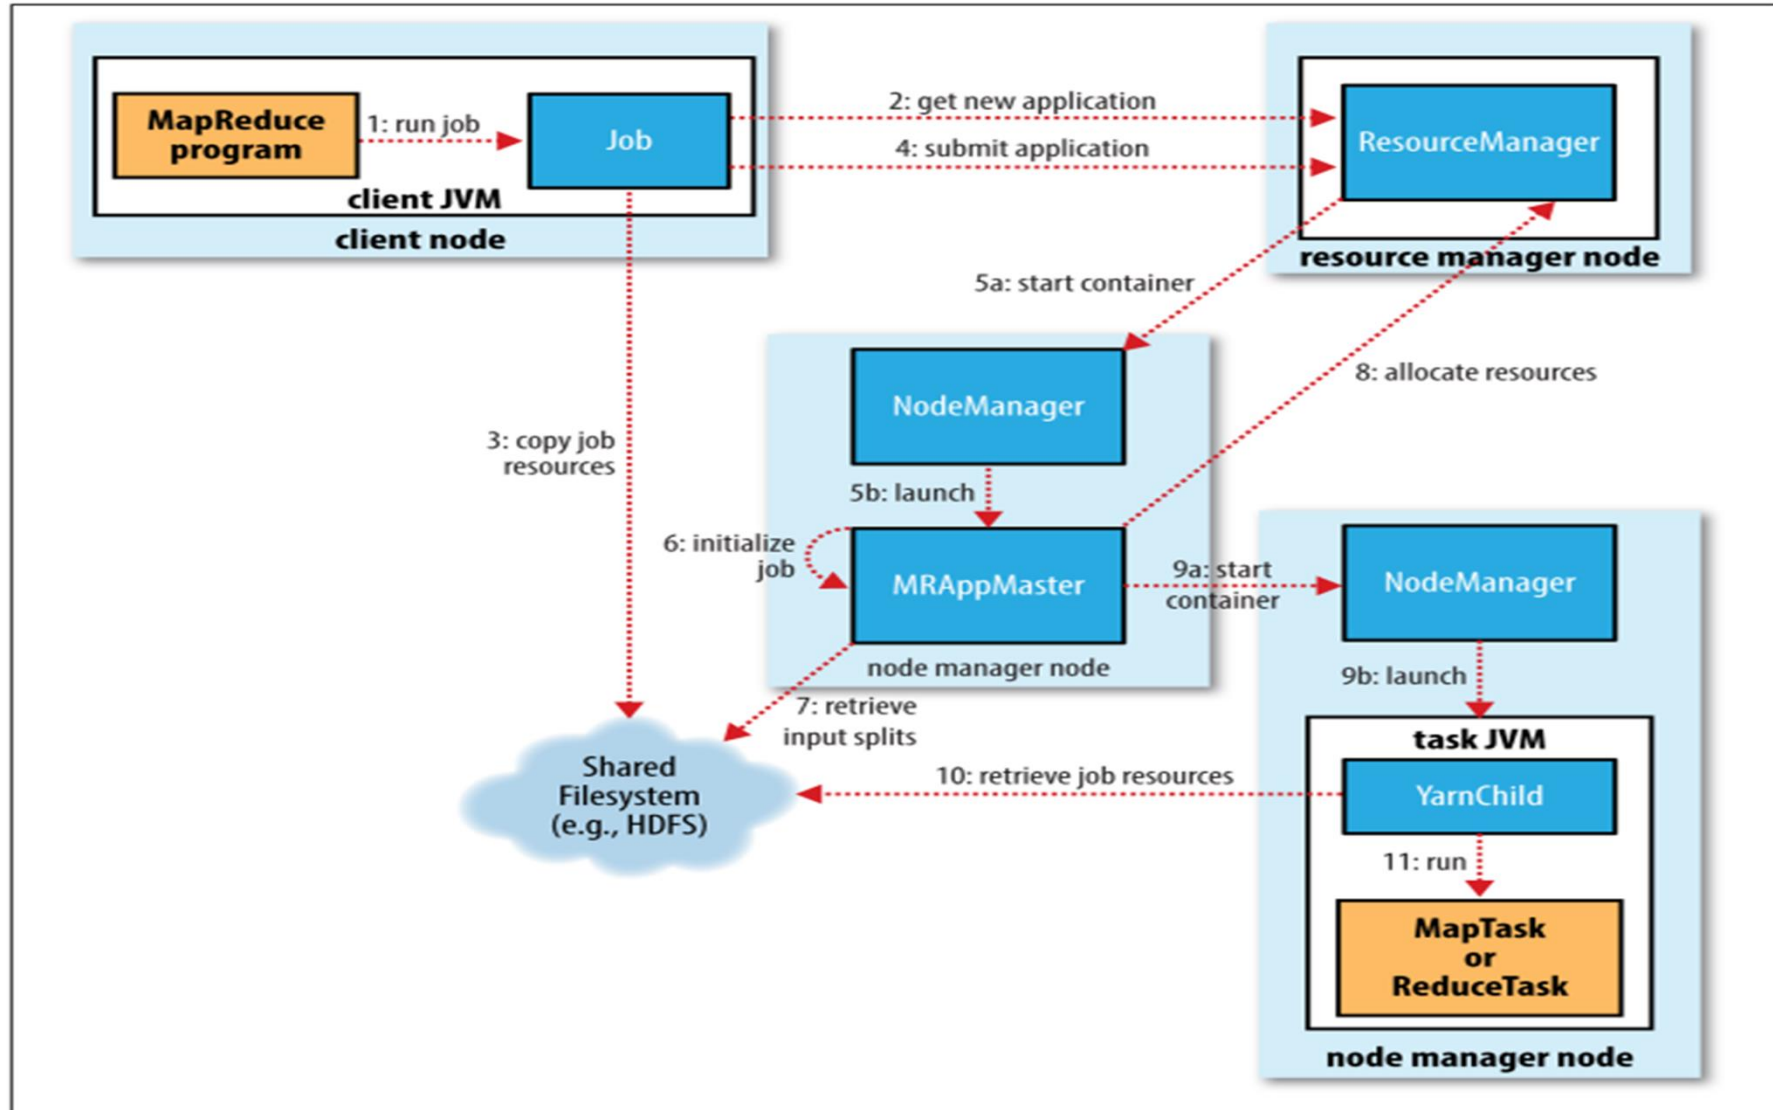 MapReduce
program
1: run job
Job
client JVM
client node
2: get new application
4: submit application
ResourceManager
resource manager node
5a: start container
8: allocate resources
3: copy job
resources
NodeManager
5b: launch
6: initialize
job
MRAppMaster
node manager node
9a: start
container
NodeManager
9b: launch
7: retrieve
input splits
Shared
Filesystem
(e.g., HDFS)
10: retrieve job resources
task JVM
YarnChild
11: run
MapTask
or
ReduceTask
node manager node